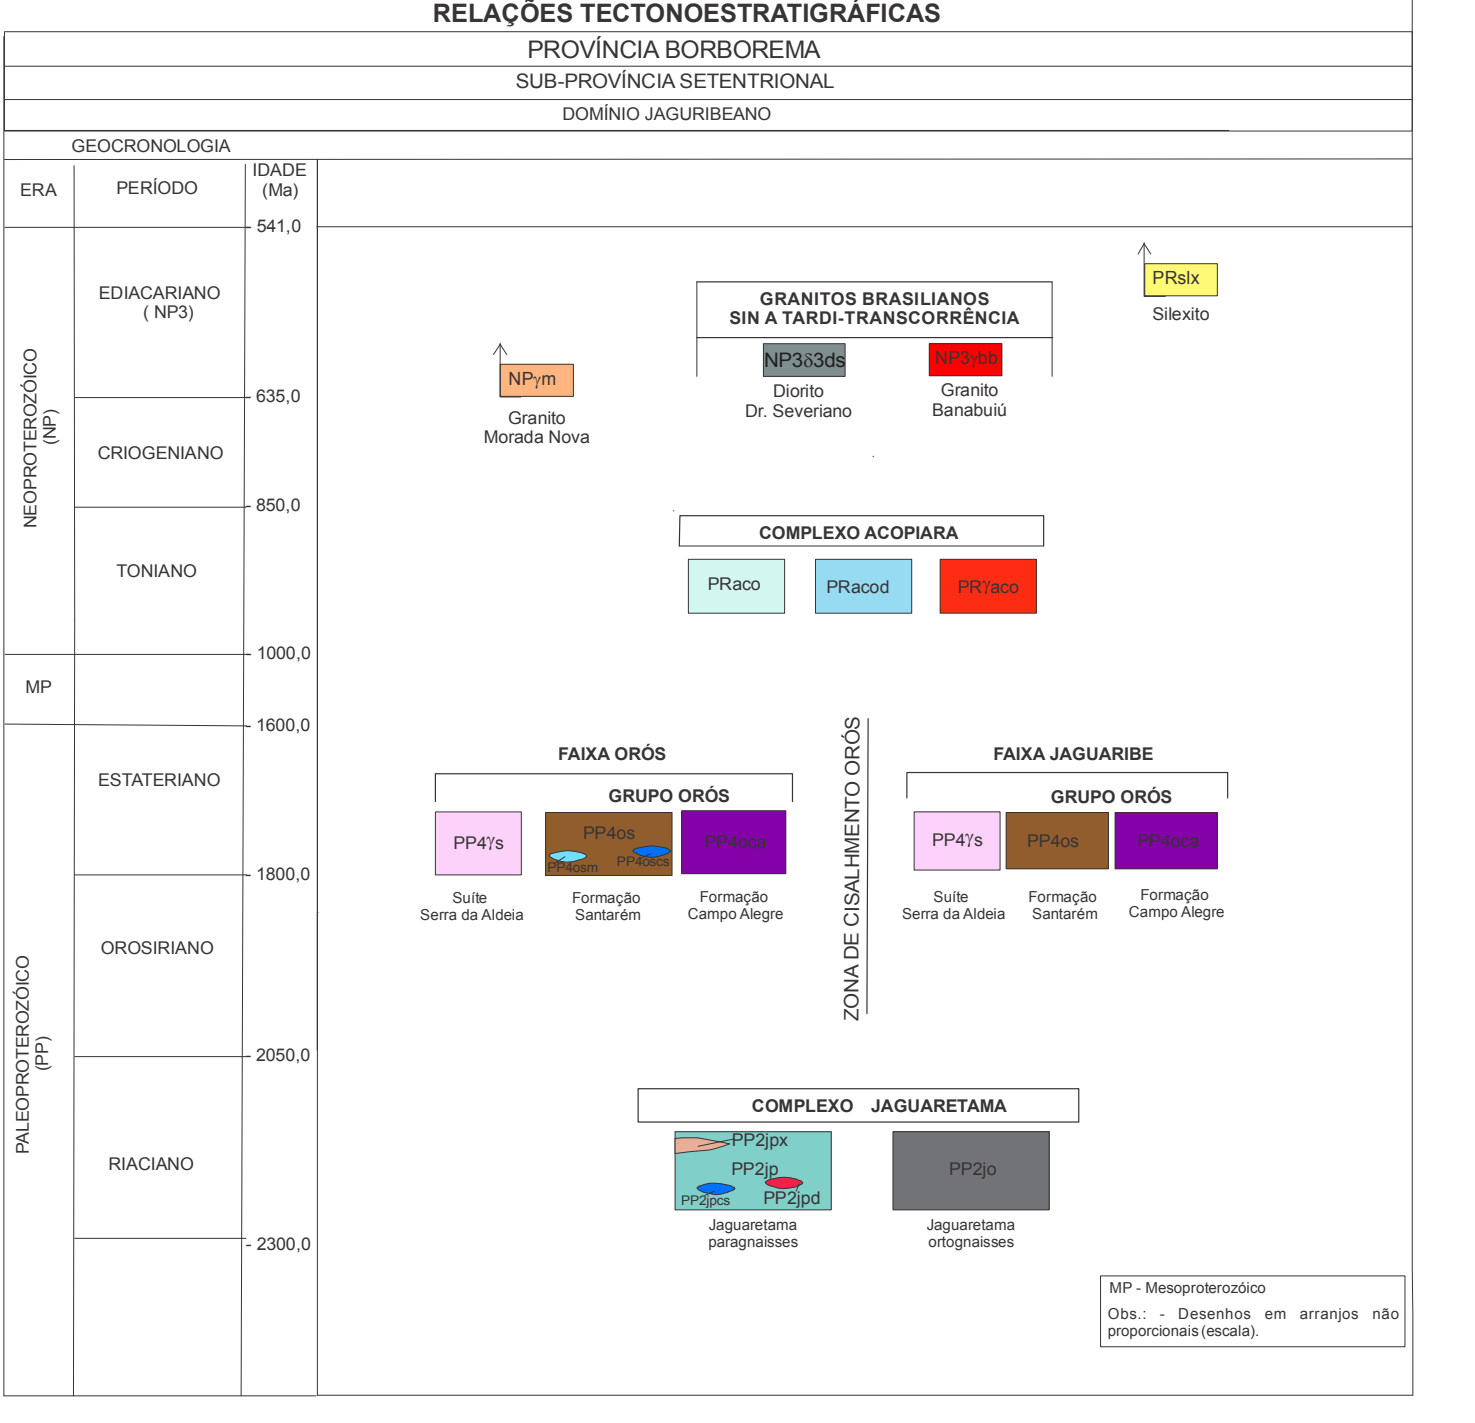 RELAÇÕES TECTONOESTRATIGRÁFICAS
PROVÍNCIA BORBOREMA
SUB-PROVÍNCIA SETENTRIONAL
DOMÍNIO JAGURIBEANO
GEOCRONOLOGIA
ERA
PERÍODO
IDADE
(Ma)
541,0
NEOPROTEROZÓICO
(NP)
EDIACARIANO
( NP3)
635,0
CRIOGENIANO
850,0
TONIANO
1000,0
MP
1600,0
PALEOPROTEROZÓICO
(PP)
ESTATERIANO
1800,0
OROSIRIANO
2050,0
RIACIANO
2300,0
PRslx
Silexito
GRANITOS BRASILIANOS
SIN A TARDI-TRANSCORRÊNCIA
NP3δ3ds
Diorito
Dr. Severiano
NP3γbb
Granito
Banabuiú
NPγm
Granito
Morada Nova
COMPLEXO ACOPIARA
PRaco
PRacod
PRγaco
FAIXA ORÓS
GRUPO ORÓS
PP4γs
PP4os
PP4osm
PP4oscs
PP4oca
Suíte
Serra da Aldeia
Formação
Santarém
Formação
Campo Alegre
ZONA DE CISALHMENTO ORÓS
FAIXA JAGUARIBE
GRUPO ORÓS
PP4γs
PP4os
PP4oca
Suíte
Serra da Aldeia
Formação
Santarém
Formação
Campo Alegre
COMPLEXO JAGUARETAMA
PP2jpx
PP2jp
PP2jpcs
PP2jpd
Jaguaretama
paragnaisses
PP2jo
Jaguaretama
ortognaisses
MP - Mesoproterozóico
Obs.: - Desenhos em arranjos não
proporcionais (escala).